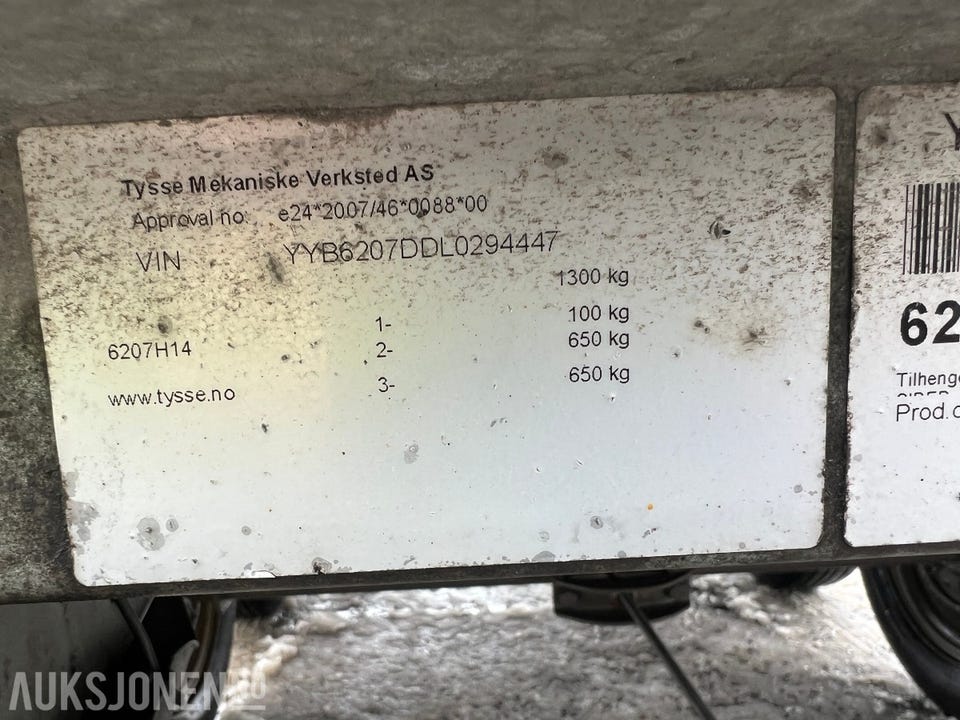 Tysse Mekaniske Verksted AS
Approval no: e24*2007/46*0088*00
VIN YYB6207DDL0294447
1300 kg
1- 100 kg
6207H14 2- 650 kg
www.tysse.no 3- 650 kg
62
Tilheng
Prod.
AUKSJONEN.NO